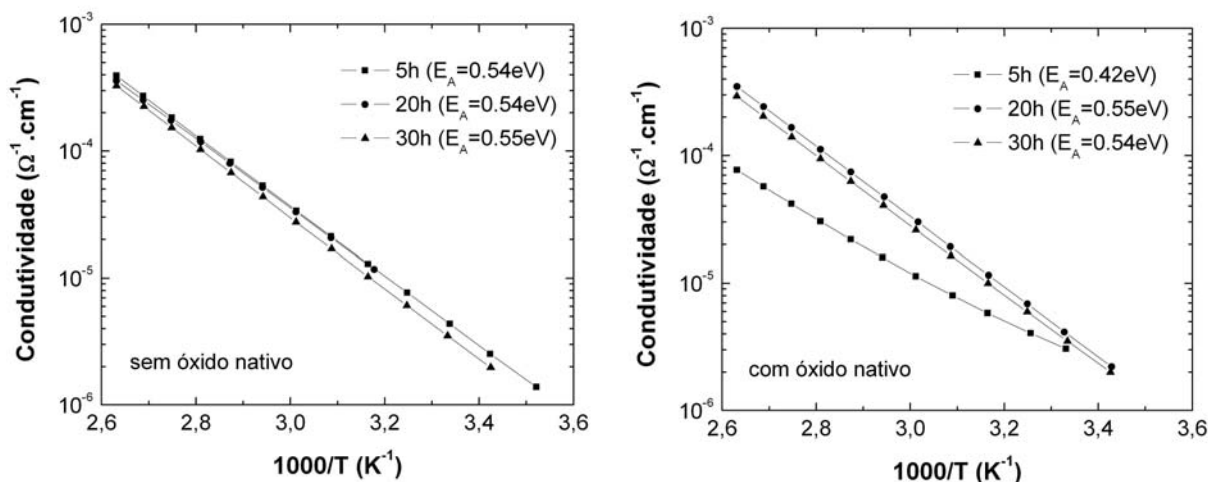 10⁻³
10⁻⁴
10⁻⁵
10⁻⁶
Condutividade (Ω⁻¹.cm⁻¹)
5h (E_A=0.54eV)
20h (E_A=0.54eV)
30h (E_A=0.55eV)
sem óxido nativo
2,6 2,8 3,0 3,2 3,4 3,6
1000/T (K⁻¹)
10⁻³
10⁻⁴
10⁻⁵
10⁻⁶
Condutividade (Ω⁻¹.cm⁻¹)
5h (E_A=0.42eV)
20h (E_A=0.55eV)
30h (E_A=0.54eV)
com óxido nativo
2,6 2,8 3,0 3,2 3,4 3,6
1000/T (K⁻¹)